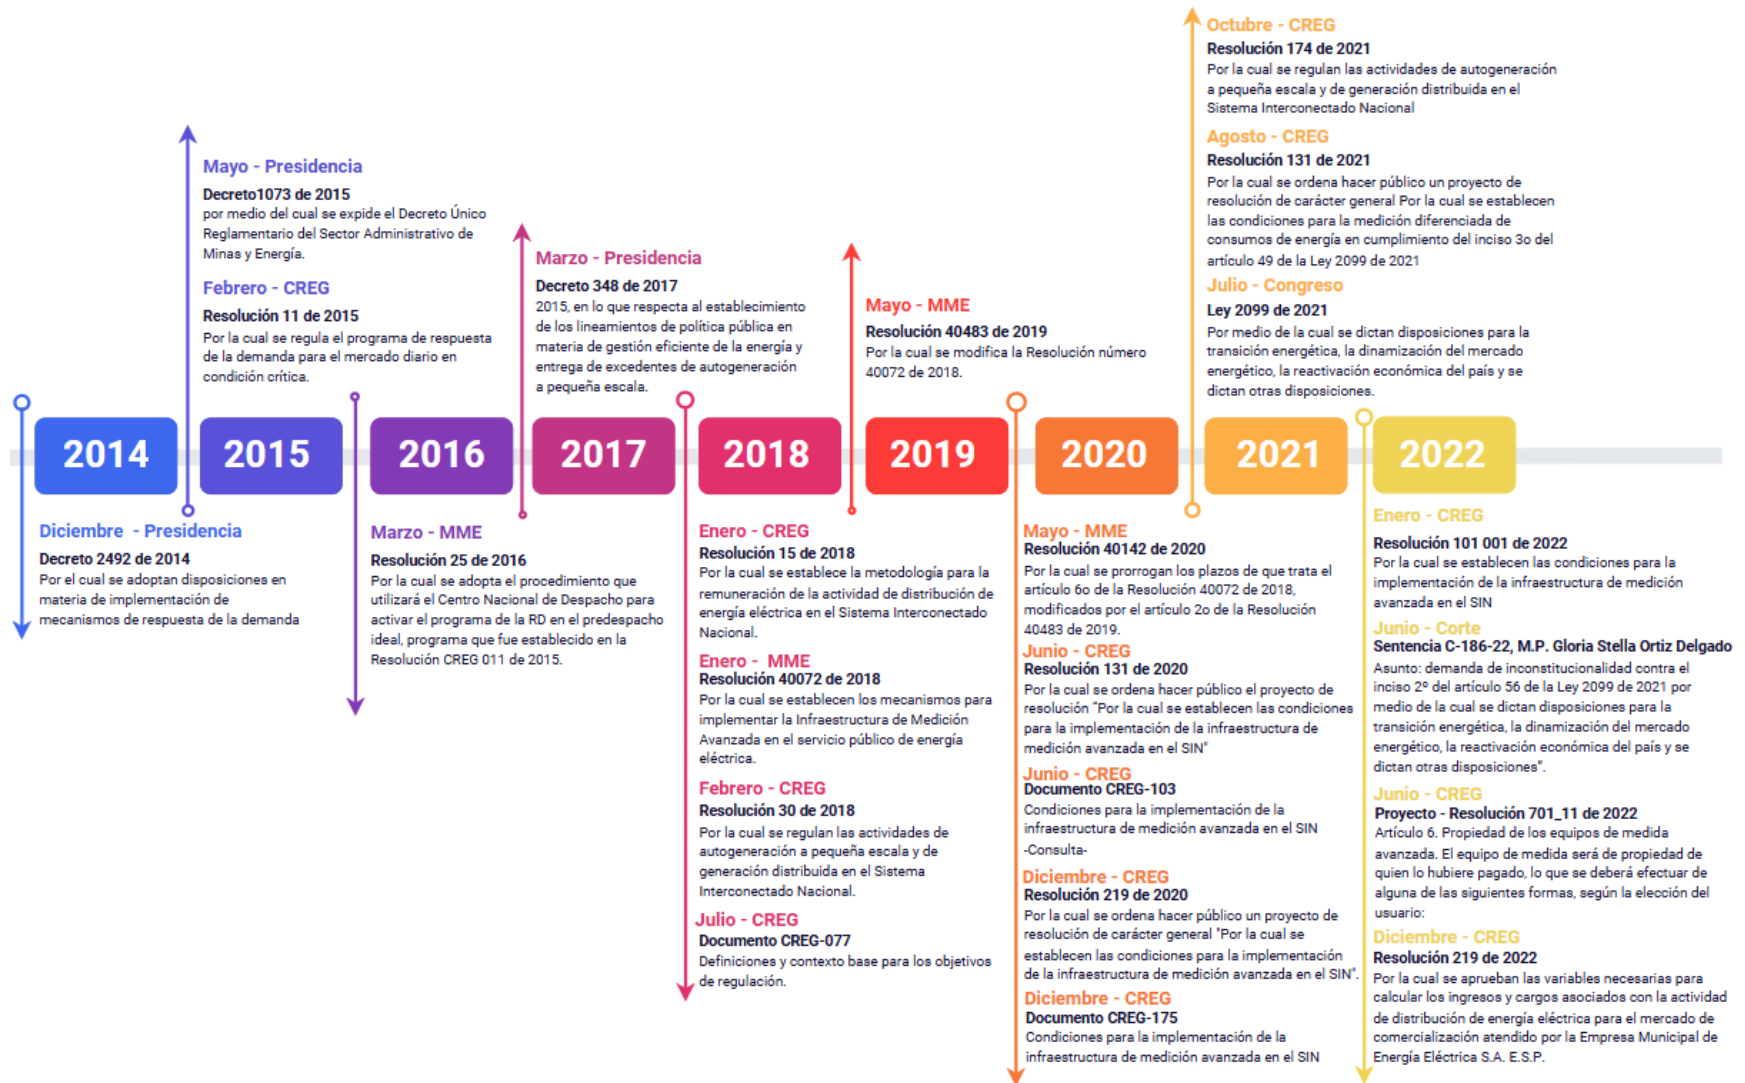 Octubre - CREG
Resolución 174 de 2021
Por la cual se regulan las actividades de autogeneración
a pequeña escala y de generación distribuida en el
Sistema Interconectado Nacional
Agosto - CREG
Resolución 131 de 2021
Por la cual se ordena hacer público un proyecto de
resolución de carácter general Por la cual se establecen
las condiciones para la medición diferenciada de
consumos de energía en cumplimiento del inciso 3o del
artículo 49 de la Ley 2099 de 2021
Julio - Congreso
Ley 2099 de 2021
Por medio de la cual se dictan disposiciones para la
transición energética, la dinamización del mercado
energético, la reactivación económica del país y se
dictan otras disposiciones.
Mayo - Presidencia
Decreto1073 de 2015
por medio del cual se expide el Decreto Único
Reglamentario del Sector Administrativo de
Minas y Energía.
Febrero - CREG
Resolución 11 de 2015
Por la cual se regula el programa de respuesta
de la demanda para el mercado diario en
condición crítica.
Marzo - Presidencia
Decreto 348 de 2017
2015, en lo que respecta al establecimiento
de los lineamientos de política pública en
materia de gestión eficiente de la energía y
entrega de excedentes de autogeneración
a pequeña escala.
Mayo - MME
Resolución 40483 de 2019
Por la cual se modifica la Resolución número
40072 de 2018.
2014
2015
2016
2017
2018
2019
2020
2021
2022
Diciembre - Presidencia
Decreto 2492 de 2014
Por el cual se adoptan disposiciones en
materia de implementación de
mecanismos de respuesta de la demanda
Marzo - MME
Resolución 25 de 2016
Por la cual se adopta el procedimiento que
utilizará el Centro Nacional de Despacho para
activar el programa de la RD en el predespacho
ideal, programa que fue establecido en la
Resolución CREG 011 de 2015.
Enero - CREG
Resolución 15 de 2018
Por la cual se establece la metodología para la
remuneración de la actividad de distribución de
energía eléctrica en el Sistema Interconectado
Nacional.
Enero - MME
Resolución 40072 de 2018
Por la cual se establecen los mecanismos para
implementar la Infraestructura de Medición
Avanzada en el servicio público de energía
eléctrica.
Febrero - CREG
Resolución 30 de 2018
Por la cual se regulan las actividades de
autogeneración a pequeña escala y de
generación distribuida en el Sistema
Interconectado Nacional.
Julio - CREG
Documento CREG-077
Definiciones y contexto base para los objetivos
de regulación.
Mayo - MME
Resolución 40142 de 2020
Por la cual se prorrogan los plazos de que trata el
artículo 6o de la Resolución 40072 de 2018,
modificados por el artículo 2o de la Resolución
40483 de 2019.
Junio - CREG
Resolución 131 de 2020
Por la cual se ordena hacer público el proyecto de
resolución "Por la cual se establecen las condiciones
para la implementación de la infraestructura de
medición avanzada en el SIN"
Junio - CREG
Documento CREG-103
Condiciones para la implementación de la
infraestructura de medición avanzada en el SIN
-Consulta-
Diciembre - CREG
Resolución 219 de 2020
Por la cual se ordena hacer público un proyecto de
resolución de carácter general "Por la cual se
establecen las condiciones para la implementación
de la infraestructura de medición avanzada en el SIN".
Diciembre - CREG
Documento CREG-175
Condiciones para la implementación de la
infraestructura de medición avanzada en el SIN
Enero - CREG
Resolución 101 001 de 2022
Por la cual se establecen las condiciones para la
implementación de la infraestructura de medición
avanzada en el SIN
Junio - Corte
Sentencia C-186-22, M.P. Gloria Stella Ortiz Delgado
Asunto: demanda de inconstitucionalidad contra el
inciso 2º del artículo 56 de la Ley 2099 de 2021 por
medio de la cual se dictan disposiciones para la
transición energética, la dinamización del mercado
energético, la reactivación económica del país y se
dictan otras disposiciones".
Junio - CREG
Proyecto - Resolución 701_11 de 2022
Artículo 6. Propiedad de los equipos de medida
avanzada. El equipo de medida será de propiedad de
quien lo hubiere pagado, lo que se deberá efectuar de
alguna de las siguientes formas, según la elección del
usuario:
Diciembre - CREG
Resolución 219 de 2022
Por la cual se aprueban las variables necesarias para
calcular los ingresos y cargos asociados con la actividad
de distribución de energía eléctrica para el mercado de
comercialización atendido por la Empresa Municipal de
Energía Eléctrica S.A. E.S.P.